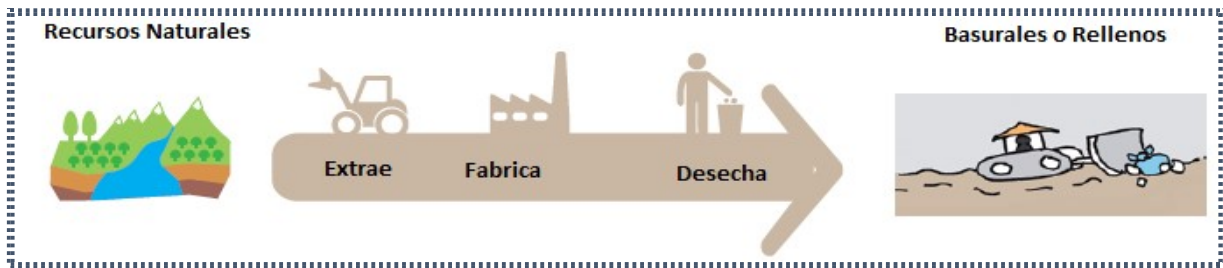 Recursos Naturales
Basurales o Rellenos
Extrae
Fabrica
Desecha